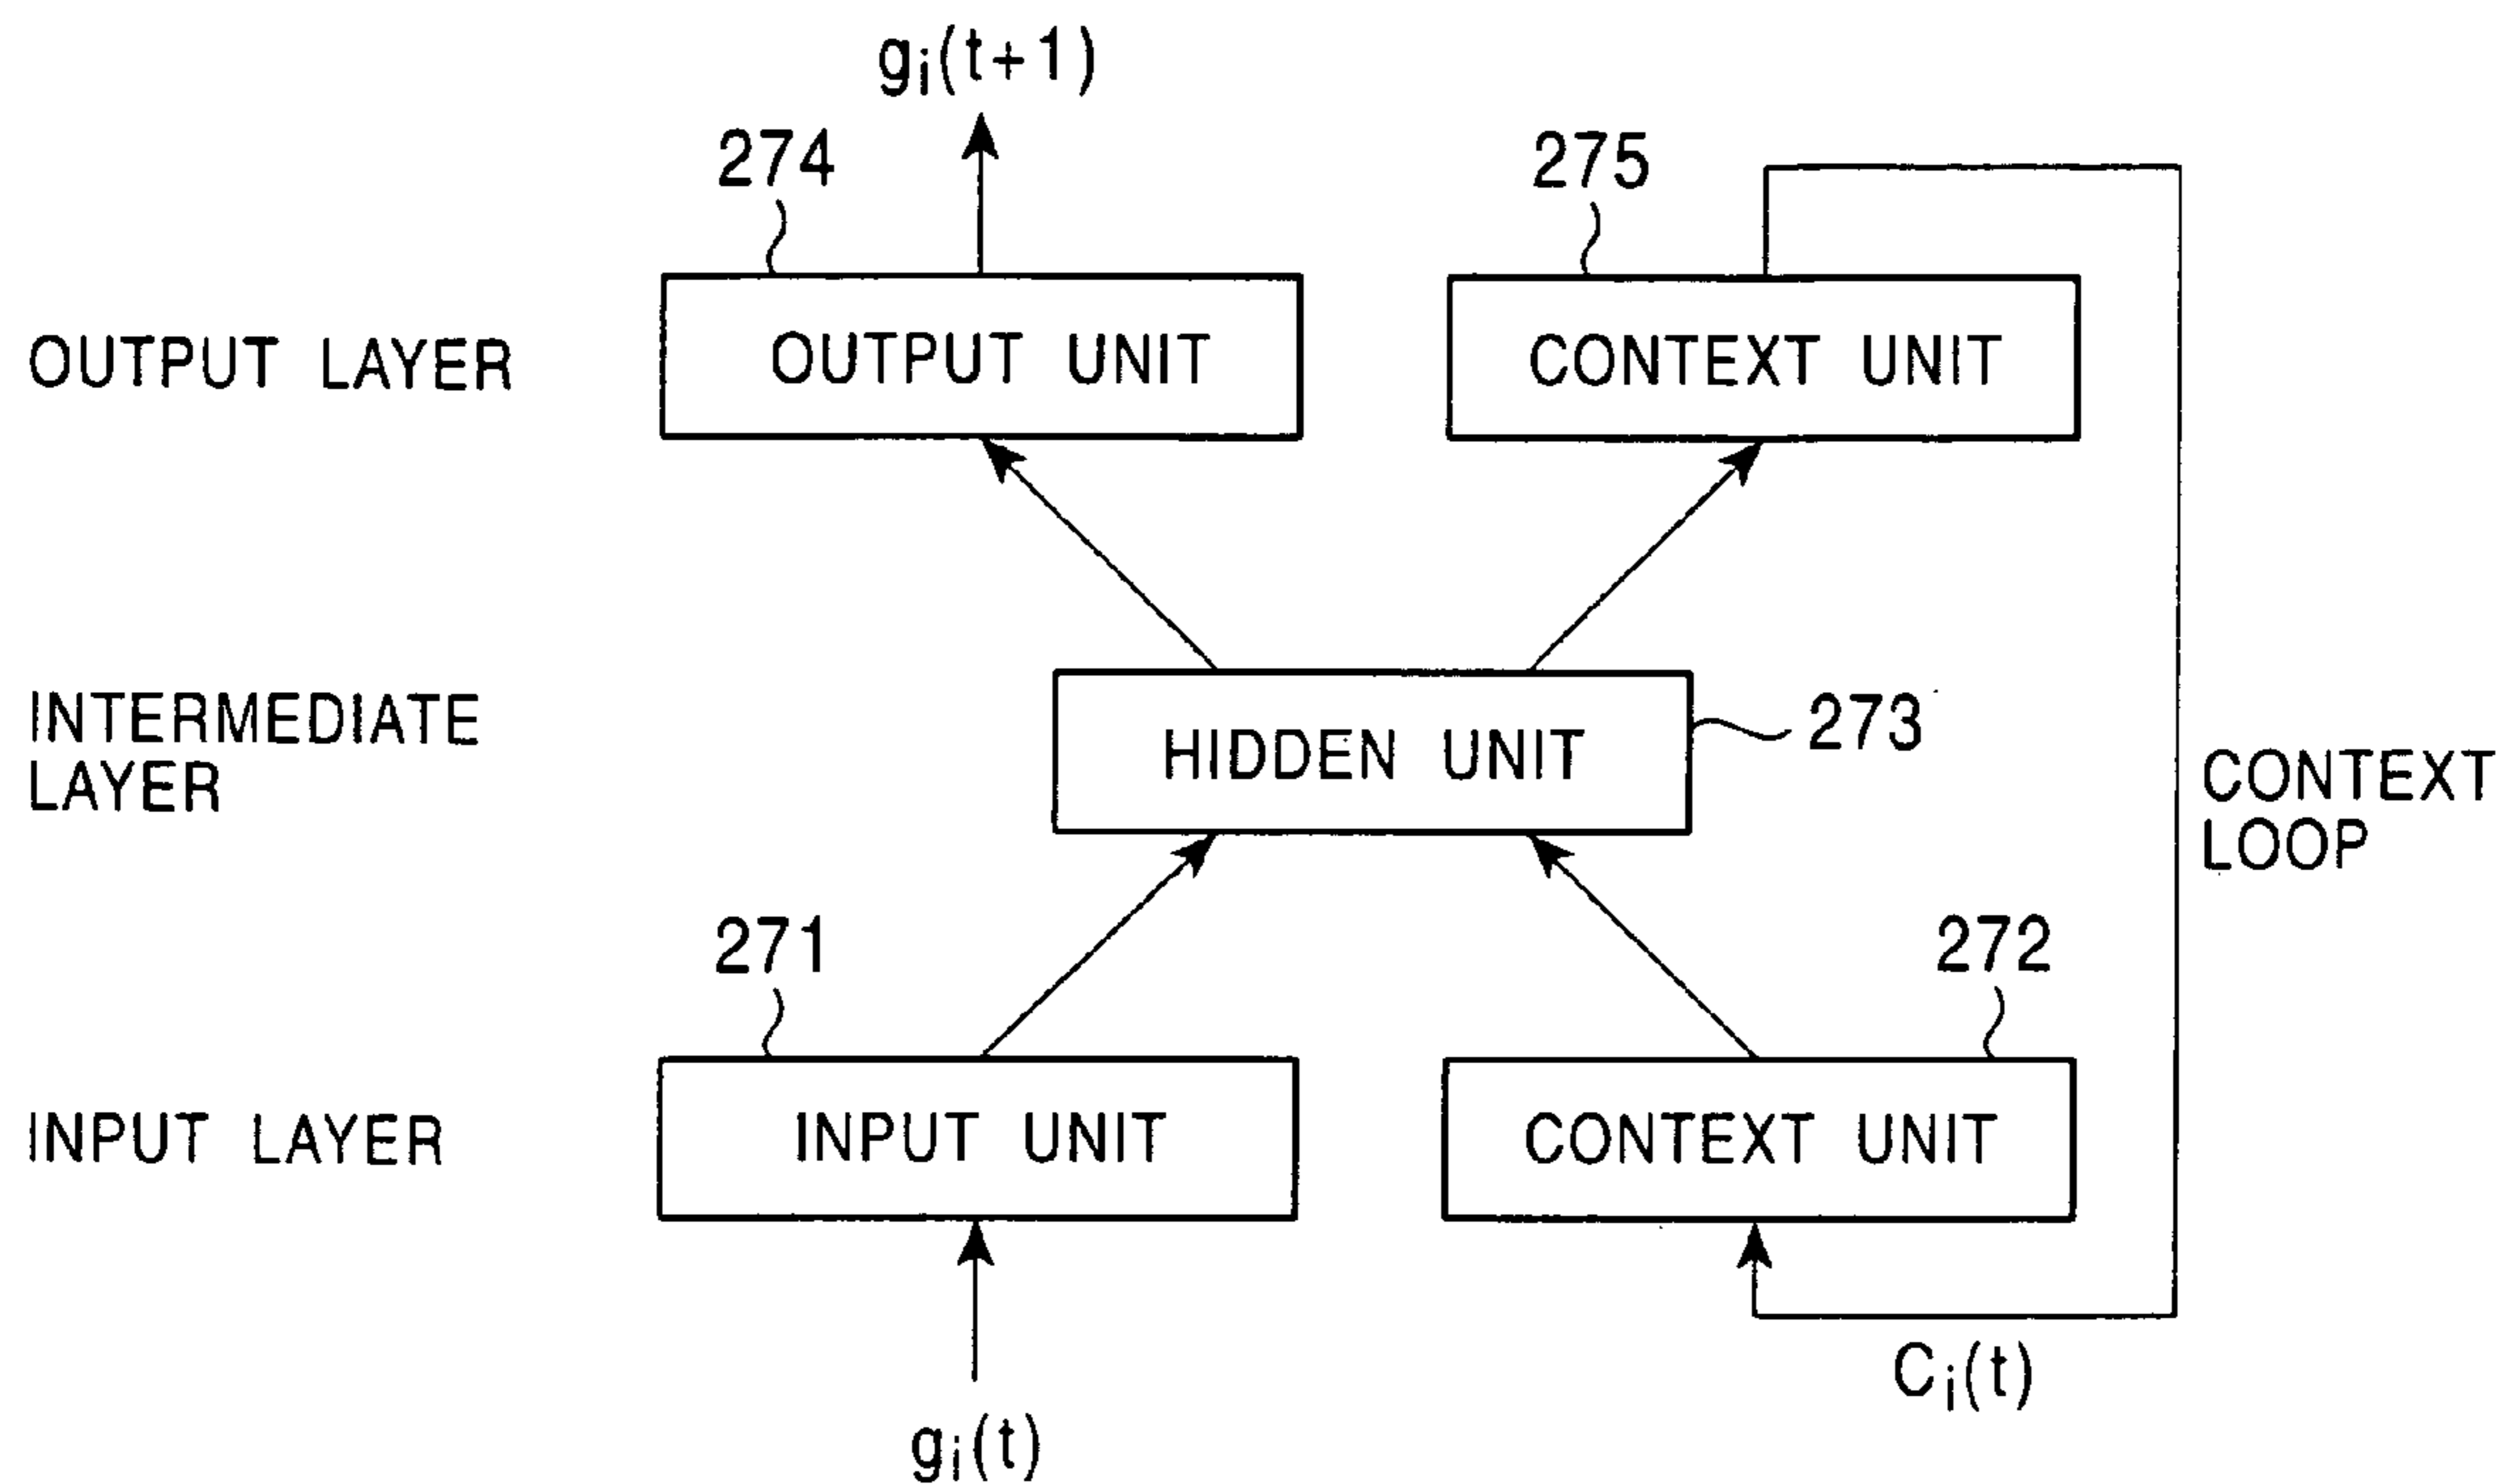 gi(t+1)
274
275
OUTPUT LAYER
OUTPUT UNIT
CONTEXT UNIT
INTERMEDIATE
LAYER
HIDDEN UNIT
273
CONTEXT
LOOP
271
272
INPUT LAYER
INPUT UNIT
CONTEXT UNIT
Ci(t)
gi(t)